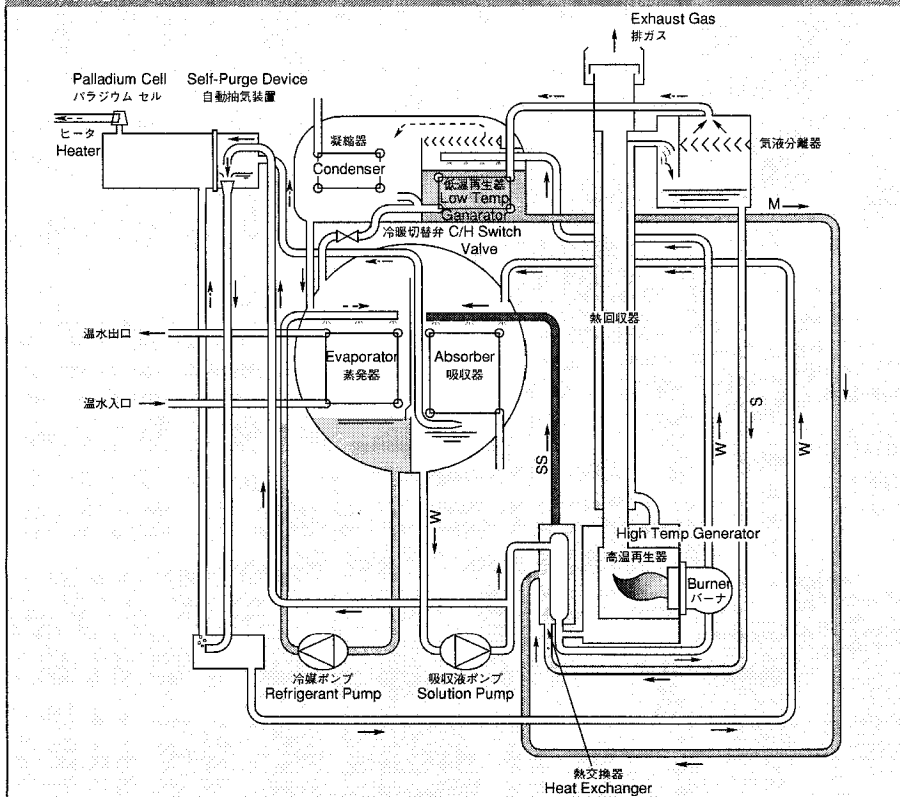 Exhaust Gas
排ガス
Palladium Cell
パラジウム セル
Self-Purge Device
自動抽気装置
ヒータ
Heater
凝縮器
Condenser
低温再生器
Low Temp
Ganarator
冷暖切替弁 C/H Switch
Valve
気液分離器
M
熱回収器
温水出口
温水入口
Evaporator
蒸発器
Absorber
吸収器
SS
W
W
S
W
High Temp Generator
高温再生器
Burner
バーナ
冷媒ポンプ
Refrigerant Pump
吸収液ポンプ
Solution Pump
熱交換器
Heat Exchanger